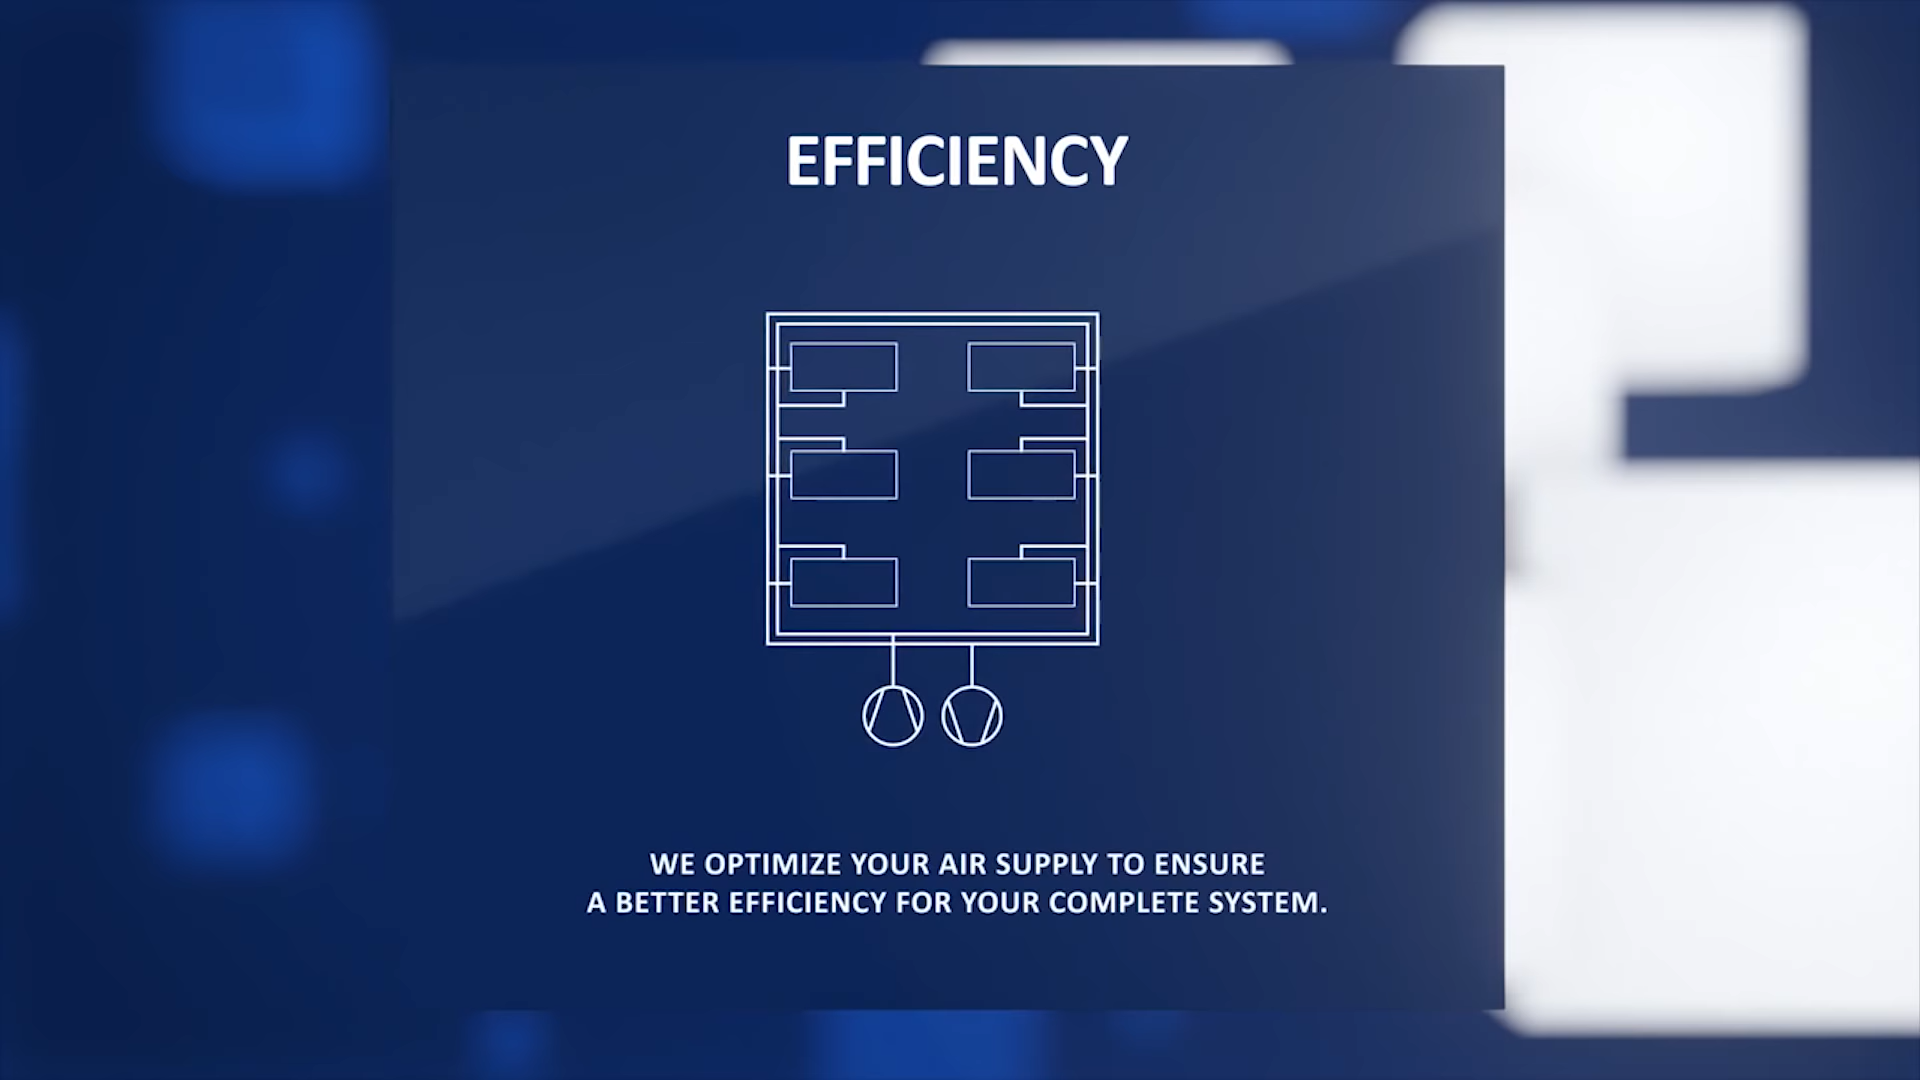 EFFICIENCY
WE OPTIMIZE YOUR AIR SUPPLY TO ENSURE
A BETTER EFFICIENCY FOR YOUR COMPLETE SYSTEM.